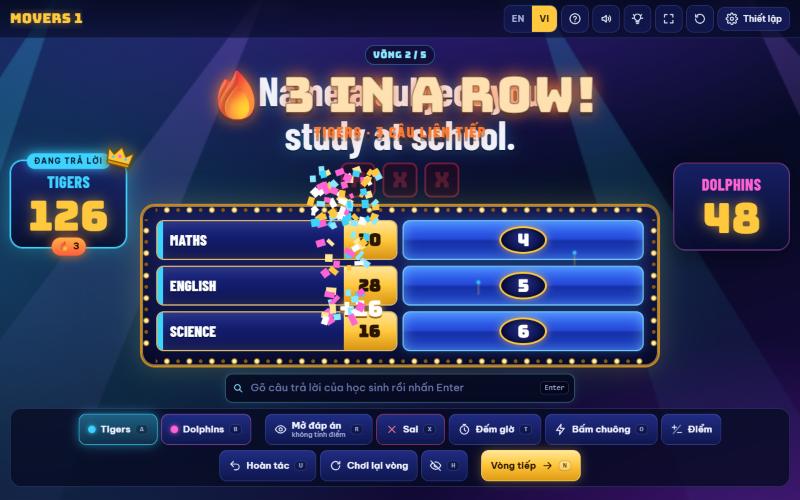 MOVERS 1
EN
VI
Thiết lập
VÒNG 2 / 5
3 IN A ROW!
study at school.
TIGERS · 3 CÂU LIÊN TIẾP
ĐANG TRẢ LỜI
TIGERS
126
3
X X
DOLPHINS
48
MATHS
4
ENGLISH 28
5
SCIENCE 16
6
Gõ câu trả lời của học sinh rồi nhấn Enter
Enter
Tigers A
Dolphins B
Mở đáp án R
không tính điểm
Sai X
Đếm giờ T
Bấm chuông O
Điểm
Hoàn tác U
Chơi lại vòng
H
Vòng tiếp → N